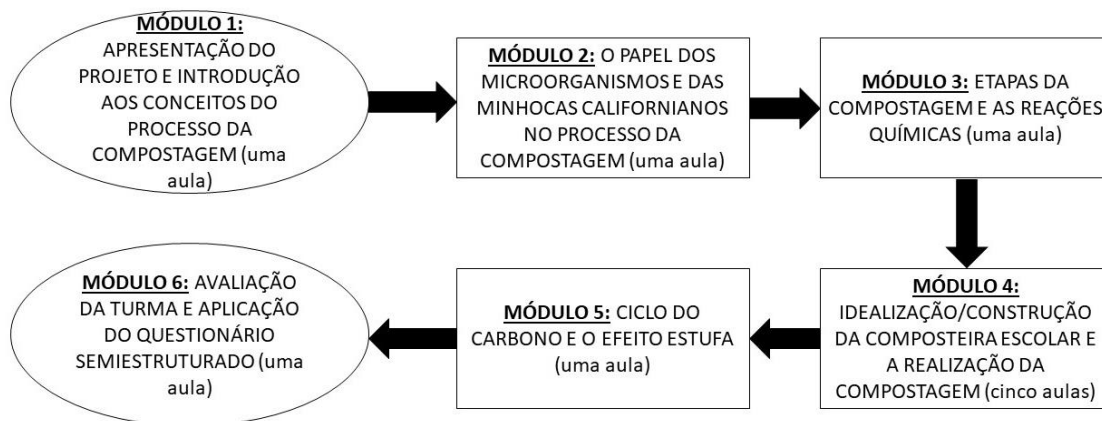 MÓDULO 1:
APRESENTAÇÃO DO
PROJETO E INTRODUÇÃO
AOS CONCEITOS DO
PROCESSO DA
COMPOSTAGEM (uma
aula)
MÓDULO 2: O PAPEL DOS
MICROORGANISMOS E DAS
MINHOCAS CALIFORNIANOS
NO PROCESSO DA
COMPOSTAGEM (uma aula)
MÓDULO 3: ETAPAS DA
COMPOSTAGEM E AS REAÇÕES
QUÍMICAS (uma aula)
MÓDULO 4:
IDEALIZAÇÃO/CONSTRUÇÃO
DA COMPOSTEIRA ESCOLAR E
A REALIZAÇÃO DA
COMPOSTAGEM (cinco aulas)
MÓDULO 5: CICLO DO
CARBONO E O EFEITO ESTUFA
(uma aula)
MÓDULO 6: AVALIAÇÃO
DA TURMA E APLICAÇÃO
DO QUESTIONÁRIO
SEMIESTRUTURADO (uma
aula)